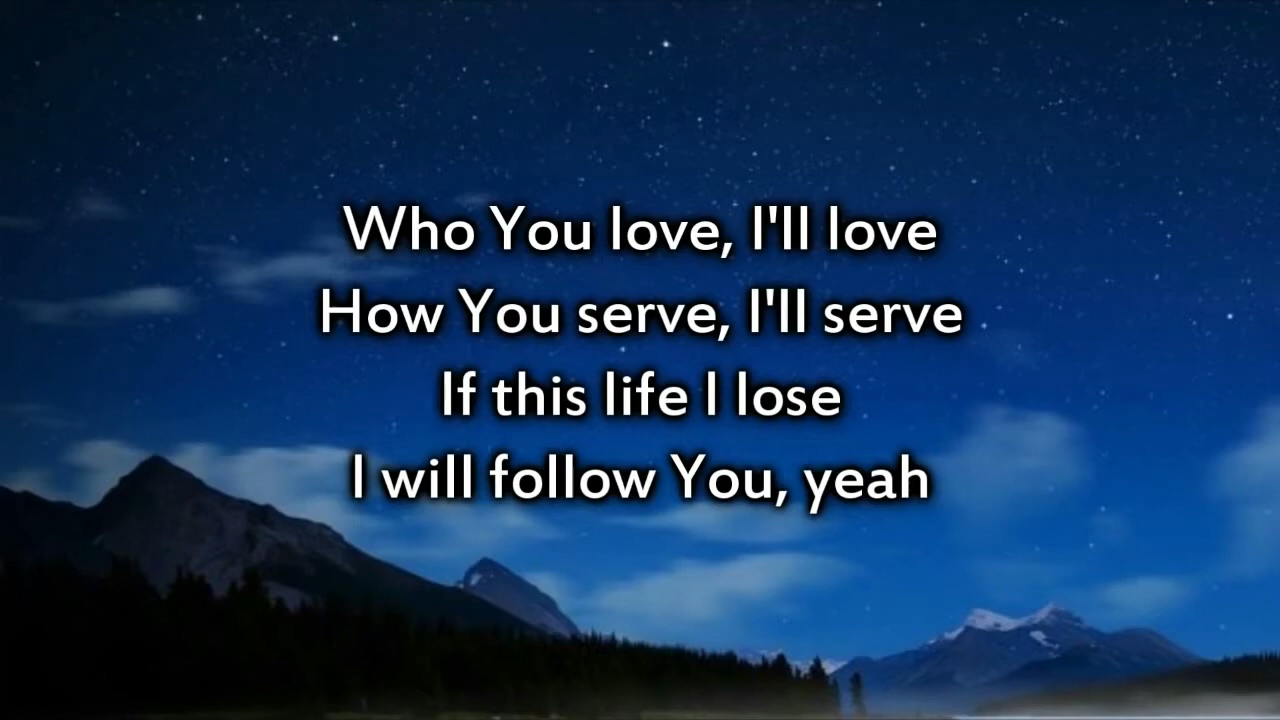 Who You love, I'll love
How You serve, I'll serve
If this life I lose
I will follow You, yeah